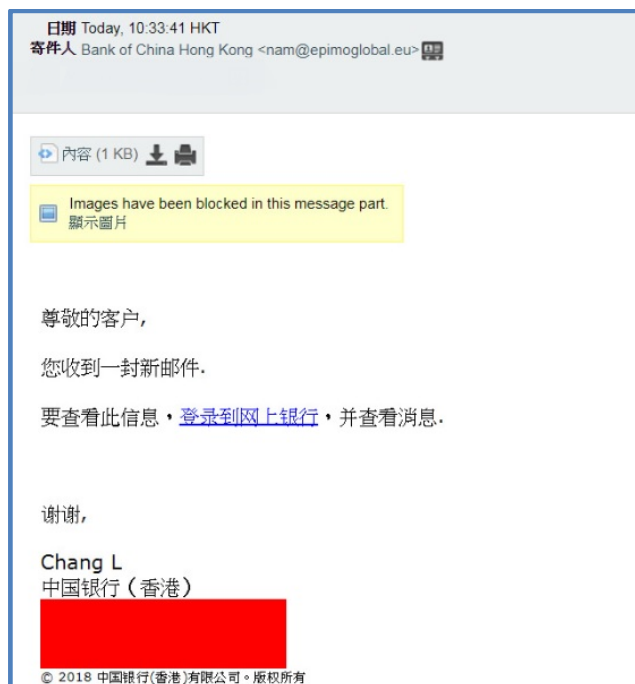 日期 Today, 10:33:41 HKT
寄件人 Bank of China Hong Kong <nam@epimoglobal.eu>
內容 (1 KB)
Images have been blocked in this message part.
顯示圖片
尊敬的客户,
您收到一封新邮件.
要查看此信息，登录到网上银行，并查看消息.
谢谢,
Chang L
中国银行（香港）
© 2018 中国银行(香港)有限公司。版权所有